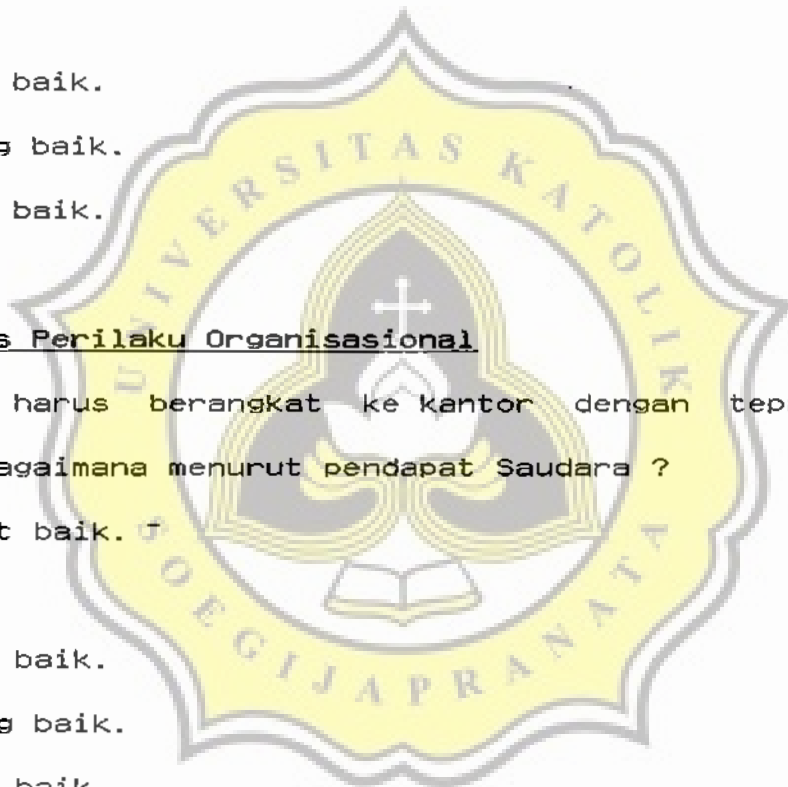 baik.
g baik.
baik.
s Perilaku Organisasional
harus berangkat ke kantor dengan tep
agaimana menurut pendapat Saudara ?
t baik.
baik.
g baik.
baik
UNIVERSITAS KATOLIK
SOEGIJAPRANATA